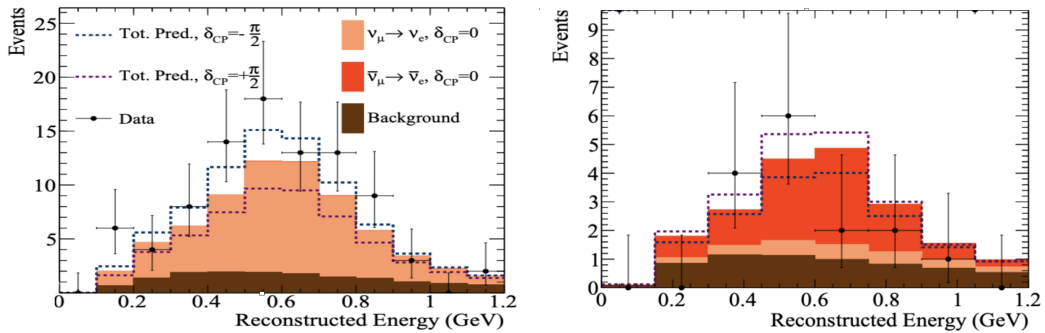 Events
25
20
15
10
5
0
0.2
0.4
0.6
0.8
1
1.2
Reconstructed Energy (GeV)
Tot. Pred., δCP=- π/2
Tot. Pred., δCP=+π/2
Data
νμ → νe, δCP=0
ν̄μ → ν̄e, δCP=0
Background
Events
9
8
7
6
5
4
3
2
1
0
0
0.2
0.4
0.6
0.8
1
1.2
Reconstructed Energy (GeV)